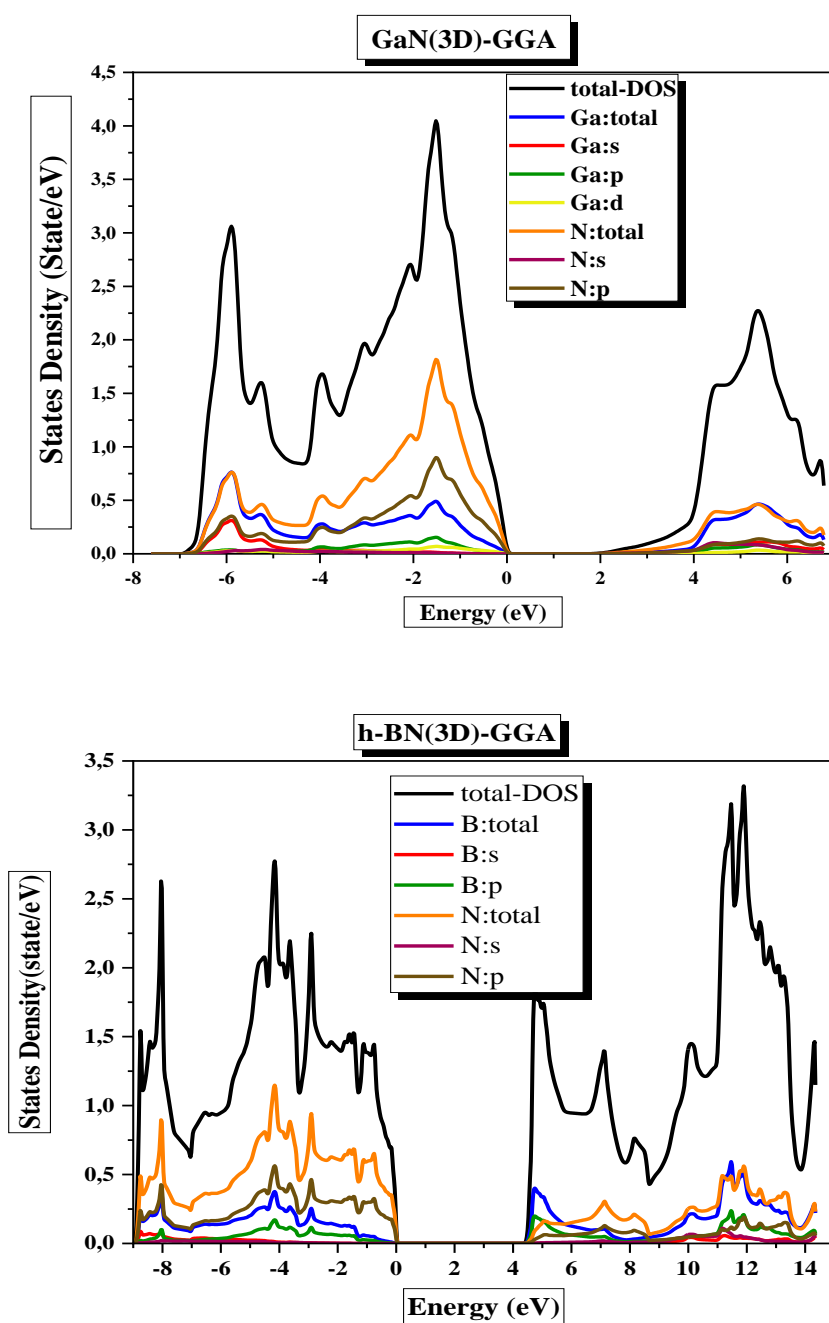 GaN(3D)-GGA
States Density (State/eV)
4,5
4,0
3,5
3,0
2,5
2,0
1,5
1,0
0,5
0,0
total-DOS
Ga:total
Ga:s
Ga:p
Ga:d
N:total
N:s
N:p
-8 -6 -4 -2 0 2 4 6
Energy (eV)
h-BN(3D)-GGA
States Density(state/eV)
3,5
3,0
2,5
2,0
1,5
1,0
0,5
0,0
total-DOS
B:total
B:s
B:p
N:total
N:s
N:p
-8 -6 -4 -2 0 2 4 6 8 10 12 14
Energy (eV)